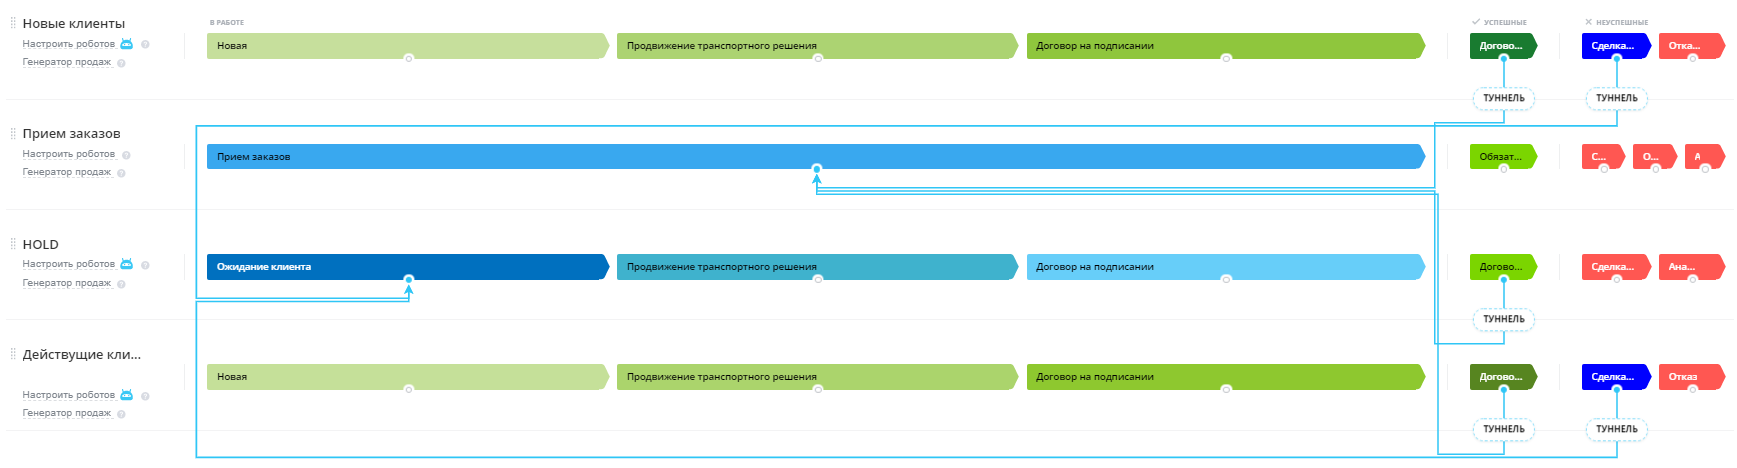 Новые клиенты
В РАБОТЕ
УСПЕШНЫЕ
НЕУСПЕШНЫЕ
Настроить роботов ?
Генератор продаж ?
Новая
Продвижение транспортного решения
Договор на подписании
Догово...
Сделка...
Отка...
ТУННЕЛЬ
ТУННЕЛЬ
Прием заказов
Настроить роботов ?
Генератор продаж ?
Прием заказов
Обязат...
С...
О...
HOLD
Настроить роботов ?
Генератор продаж ?
Ожидание клиента
Продвижение транспортного решения
Договор на подписании
Догово...
Сделка...
Ана...
ТУННЕЛЬ
Действущие кли...
Настроить роботов ?
Генератор продаж ?
Новая
Продвижение транспортного решения
Договор на подписании
Догово...
Сделка...
Отказ
ТУННЕЛЬ
ТУННЕЛЬ